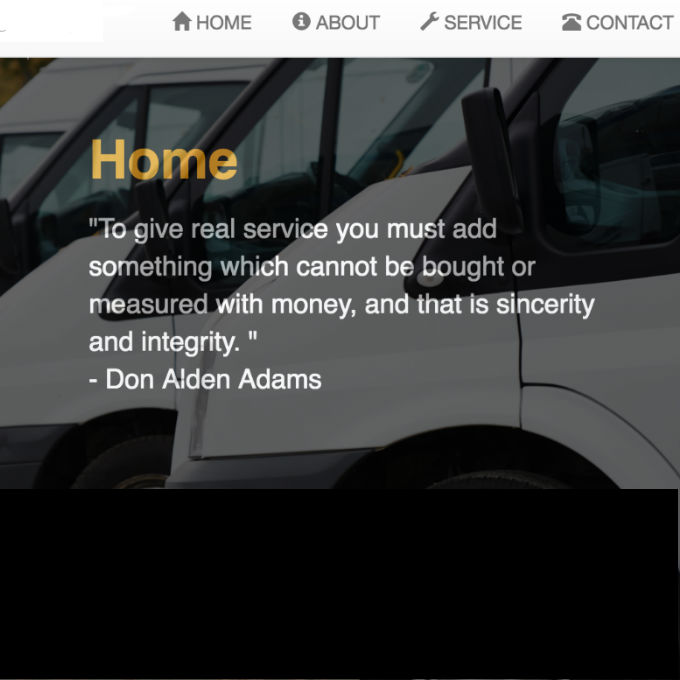 HOME ABOUT SERVICE CONTACT
Home
"To give real service you must add
something which cannot be bought or
measured with money, and that is sincerity
and integrity. "
- Don Alden Adams